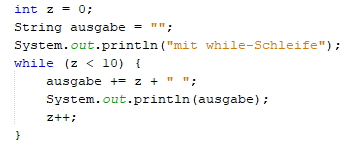 int z = 0;
String ausgabe = "";
System.out.println("mit while-Schleife");
while (z < 10) {
    ausgabe += z + " ";
    System.out.println(ausgabe);
    z++;
}